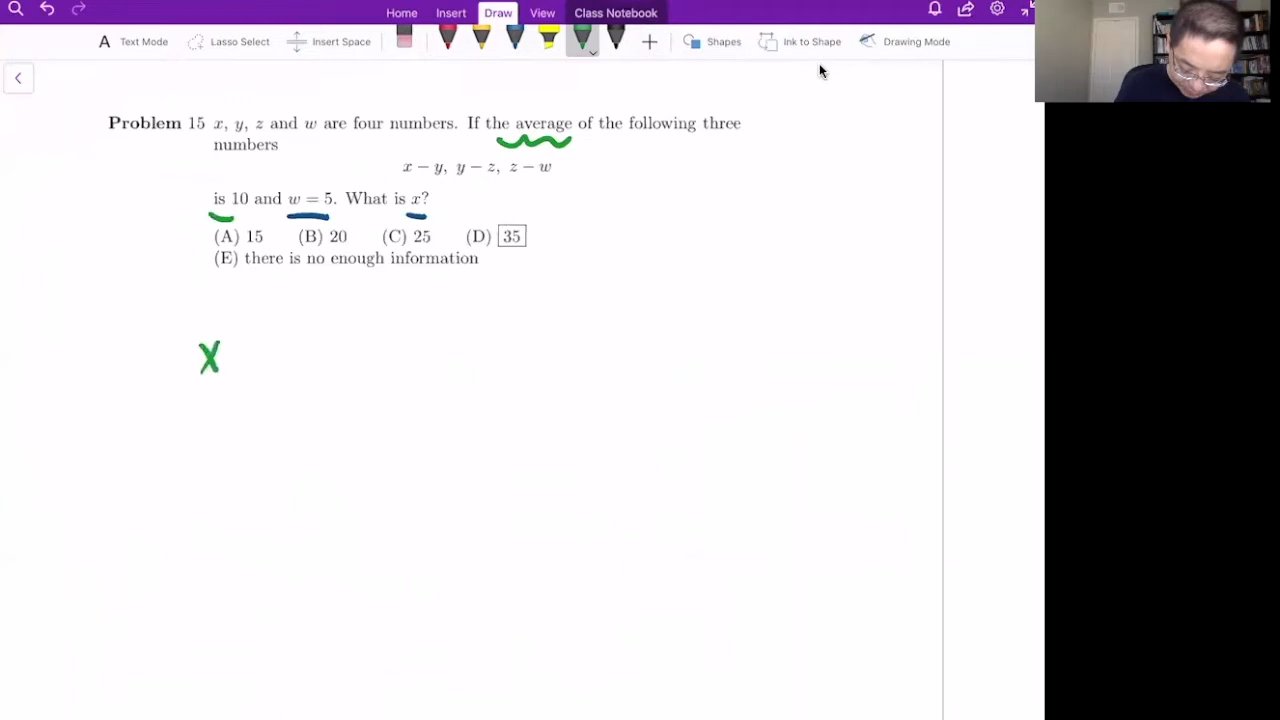 Home Insert Draw View Class Notebook
A Text Mode Lasso Select Insert Space Shapes Ink to Shape Drawing Mode
Problem 15 x, y, z and w are four numbers. If the average of the following three
numbers
x − y, y − z, z − w
is 10 and w = 5. What is x?
(A) 15 (B) 20 (C) 25 (D) 35
(E) there is no enough information
X